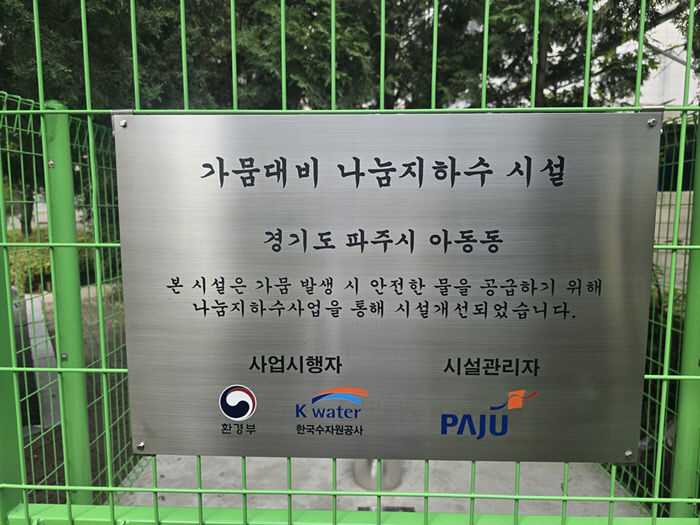 가뭄대비 나눔지하수 시설
경기도 파주시 아동동
본 시설은 가뭄 발생 시 안전한 물을 공급하기 위해
나눔지하수사업을 통해 시설개선되었습니다.
사업시행자 시설관리자
환경부
K water
한국수자원공사
PAJU